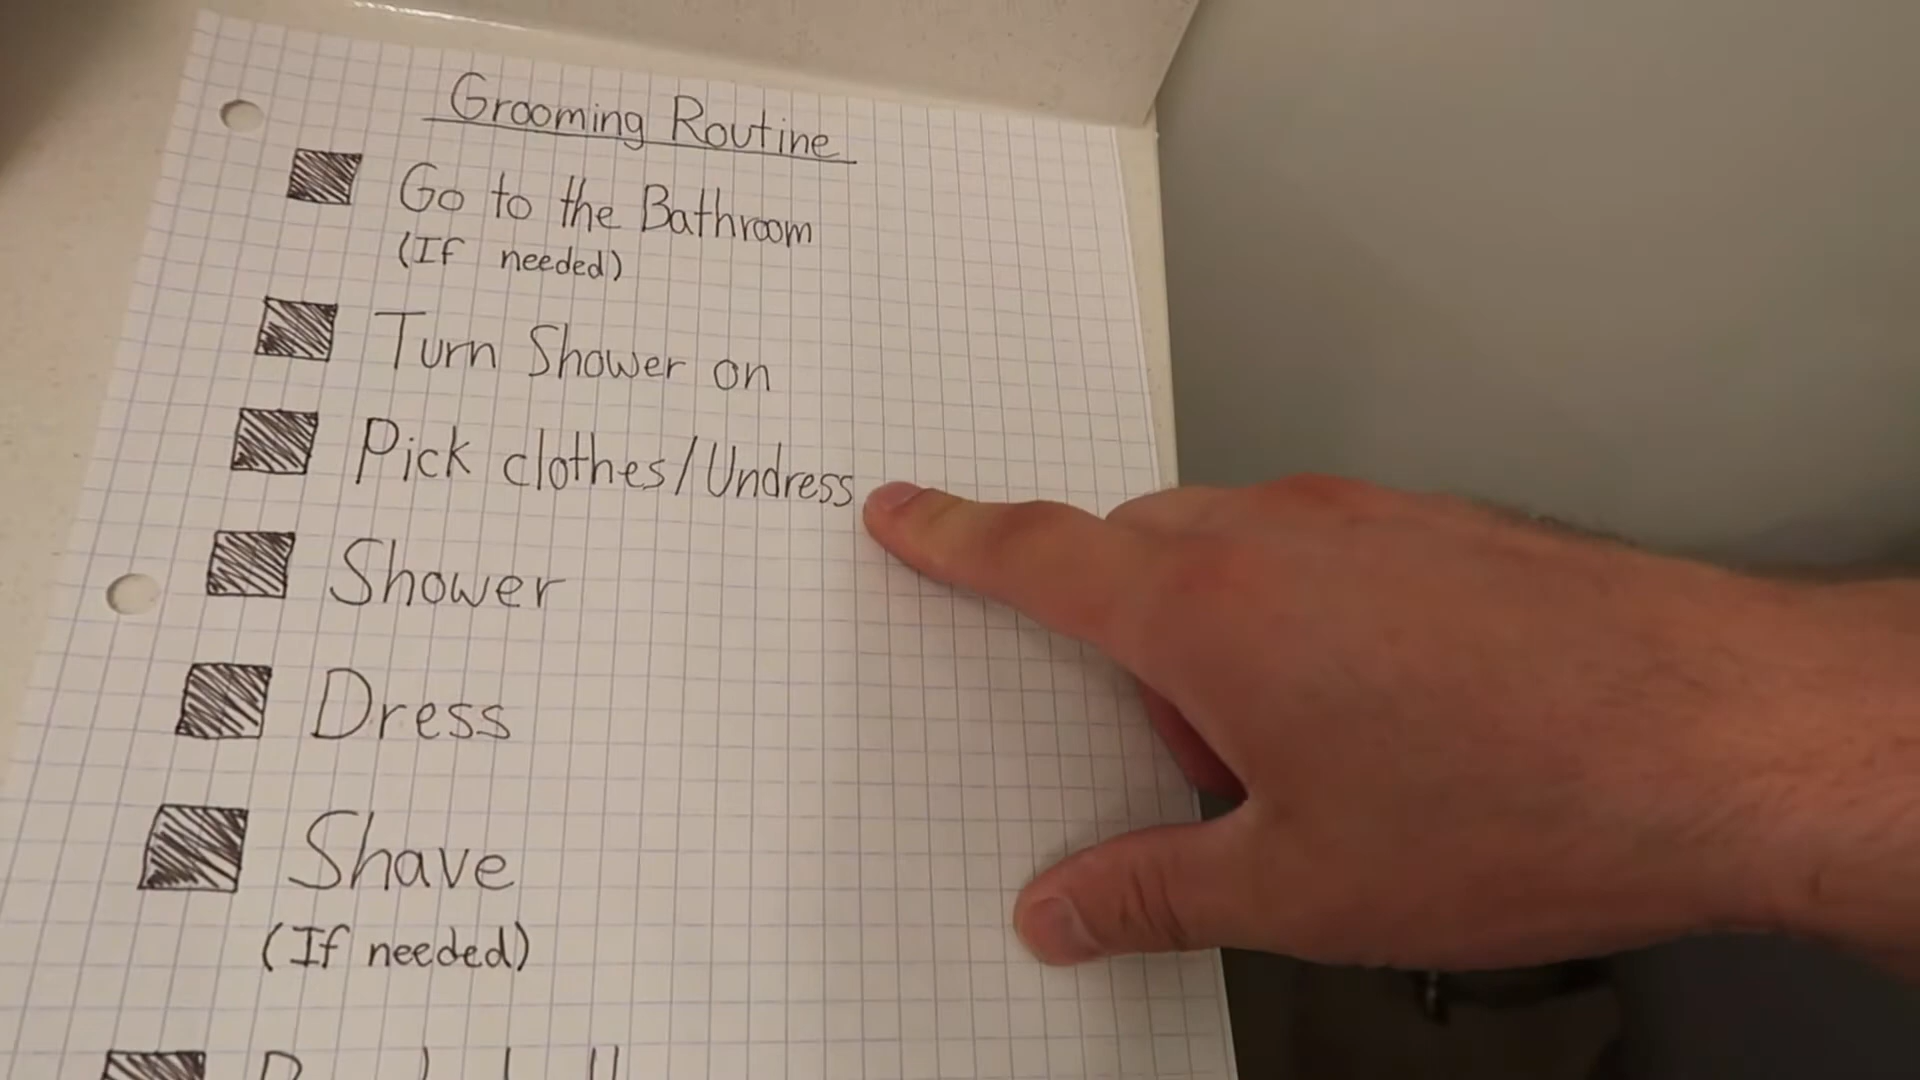 Grooming Routine
Go to the Bathroom
(If needed)
Turn Shower on
Pick clothes/Undress
Shower
Dress
Shave
(If needed)